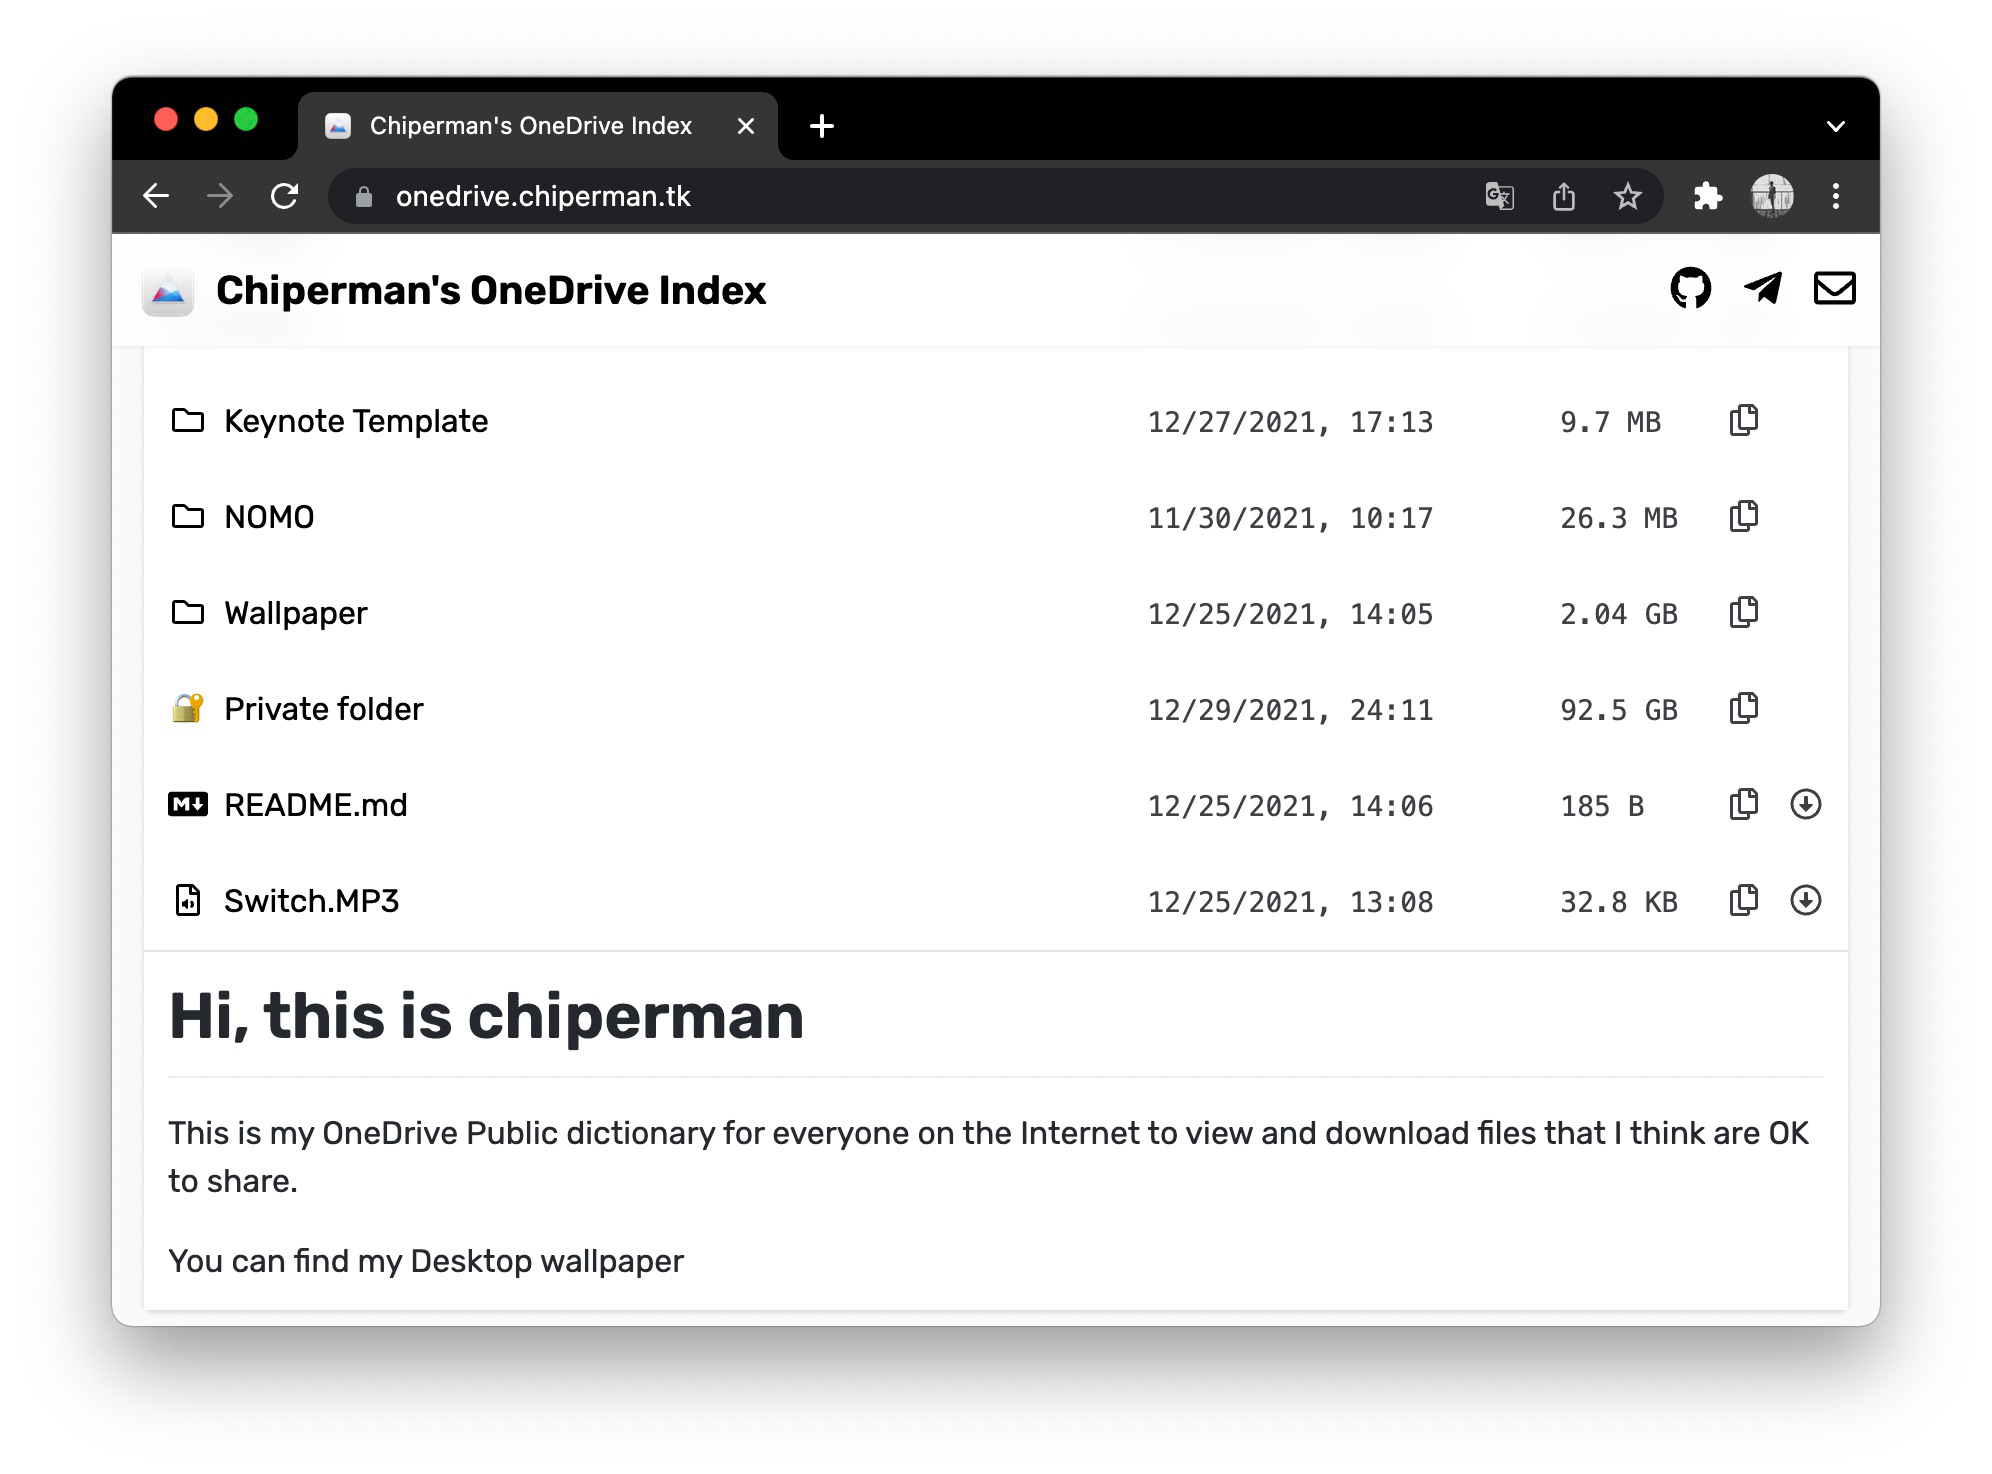 Chiperman's OneDrive Index
onedrive.chiperman.tk
Chiperman's OneDrive Index
Keynote Template 12/27/2021, 17:13 9.7 MB
NOMO 11/30/2021, 10:17 26.3 MB
Wallpaper 12/25/2021, 14:05 2.04 GB
Private folder 12/29/2021, 24:11 92.5 GB
README.md 12/25/2021, 14:06 185 B
Switch.MP3 12/25/2021, 13:08 32.8 KB
Hi, this is chiperman
This is my OneDrive Public dictionary for everyone on the Internet to view and download files that I think are OK
to share.
You can find my Desktop wallpaper